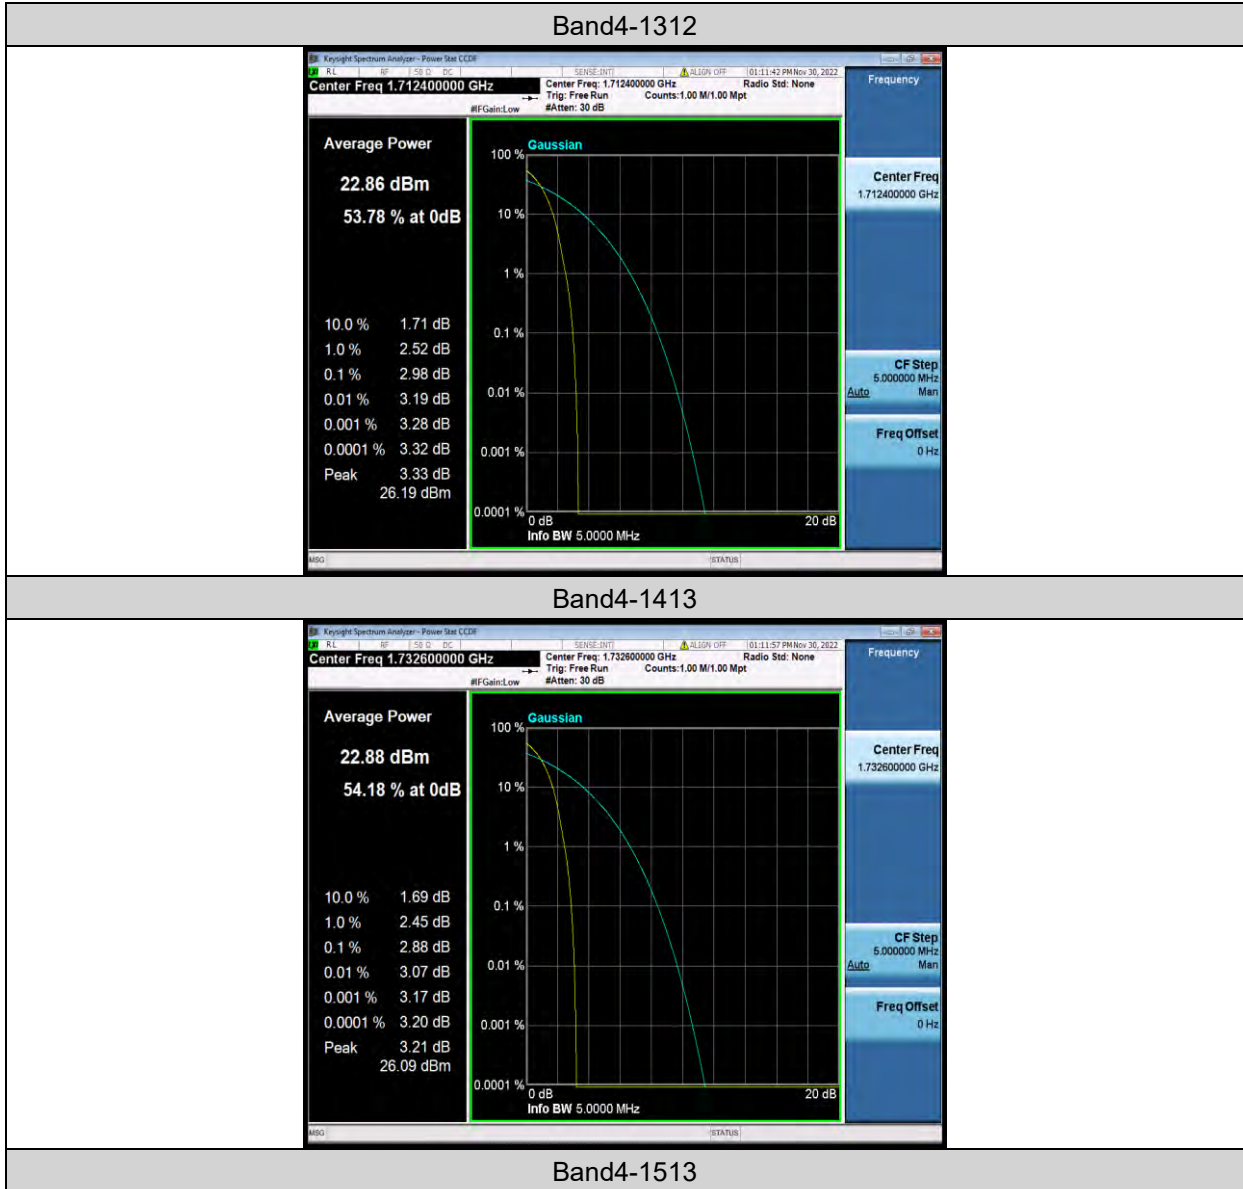 Band4-1312
Keysight Spectrum Analyzer - Power Stat CCDF
RL RF 50 Ω DC SENSE:INT ALIGN OFF 01:11:42 PM Nov 30, 2022
Center Freq 1.712400000 GHz
Center Freq: 1.712400000 GHz Radio Std: None
Trig: Free Run Counts:1.00 M/1.00 Mpt
#IFGain:Low #Atten: 30 dB
Frequency
Average Power
22.86 dBm
53.78 % at 0dB
10.0 % 1.71 dB
1.0 % 2.52 dB
0.1 % 2.98 dB
0.01 % 3.19 dB
0.001 % 3.28 dB
0.0001 % 3.32 dB
Peak 3.33 dB
26.19 dBm
Gaussian
100 %
10 %
1 %
0.1 %
0.01 %
0.001 %
0.0001 %
0 dB 20 dB
Info BW 5.0000 MHz
Center Freq
1.712400000 GHz
CF Step
5.000000 MHz
Auto Man
Freq Offset
0 Hz
MSG STATUS
Band4-1413
Keysight Spectrum Analyzer - Power Stat CCDF
RL RF 50 Ω DC SENSE:INT ALIGN OFF 01:11:57 PM Nov 30, 2022
Center Freq 1.732600000 GHz
Center Freq: 1.732600000 GHz Radio Std: None
Trig: Free Run Counts:1.00 M/1.00 Mpt
#IFGain:Low #Atten: 30 dB
Frequency
Average Power
22.88 dBm
54.18 % at 0dB
10.0 % 1.69 dB
1.0 % 2.45 dB
0.1 % 2.88 dB
0.01 % 3.07 dB
0.001 % 3.17 dB
0.0001 % 3.20 dB
Peak 3.21 dB
26.09 dBm
Gaussian
100 %
10 %
1 %
0.1 %
0.01 %
0.001 %
0.0001 %
0 dB 20 dB
Info BW 5.0000 MHz
Center Freq
1.732600000 GHz
CF Step
5.000000 MHz
Auto Man
Freq Offset
0 Hz
MSG STATUS
Band4-1513